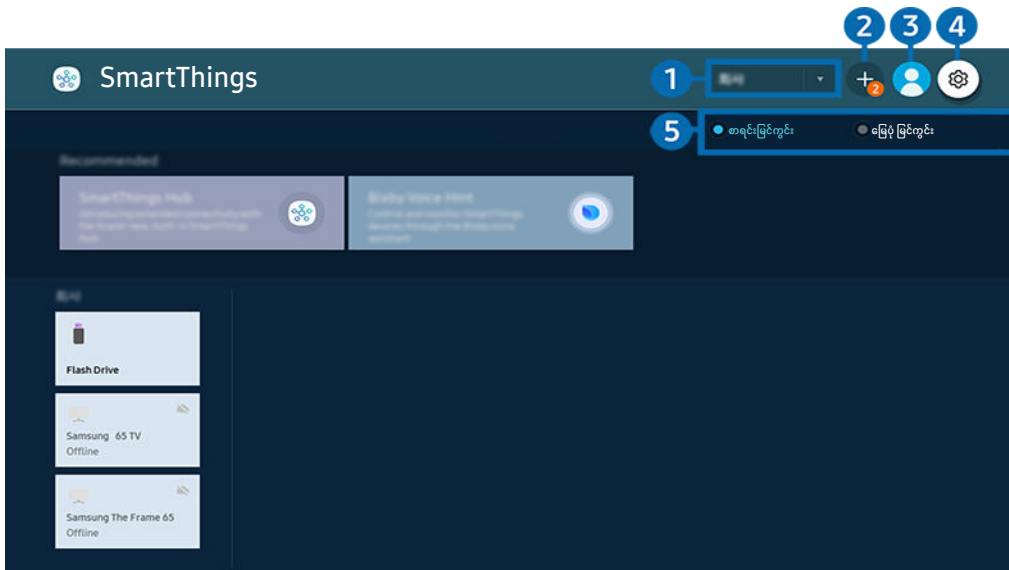 2 3 4
SmartThings
1
2
5
စာရင်းမြင်ကွင်း
မြေပုံ မြင်ကွင်း
Recommended
SmartThings Hub
Bixby Voice Hint
Flash Drive
Samsung 65 TV
Offline
Samsung The Frame 65
Offline